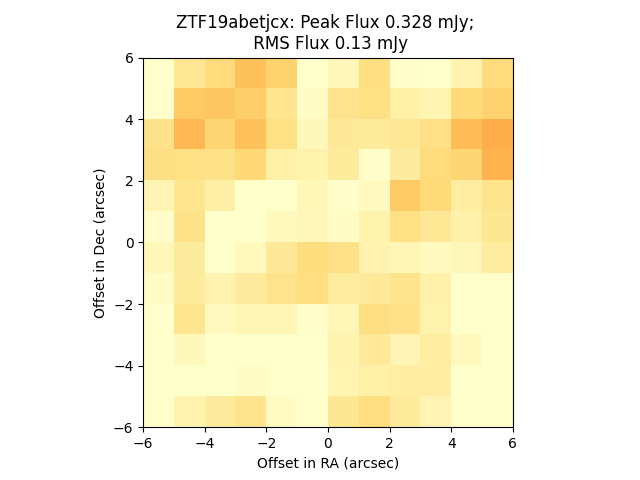 ZTF19abetjcx: Peak Flux 0.328 mJy;
RMS Flux 0.13 mJy
6
4
2
0
−2
−4
−6
Offset in Dec (arcsec)
−6 −4 −2 0 2 4 6
Offset in RA (arcsec)